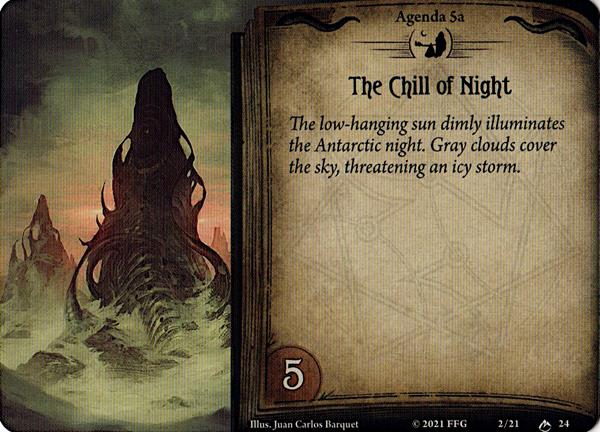 Agenda 5a
The Chill of Night
The low-hanging sun dimly illuminates
the Antarctic night. Gray clouds cover
the sky, threatening an icy storm.
5
Illus. Juan Carlos Barquet © 2021 FFG 2/21 24